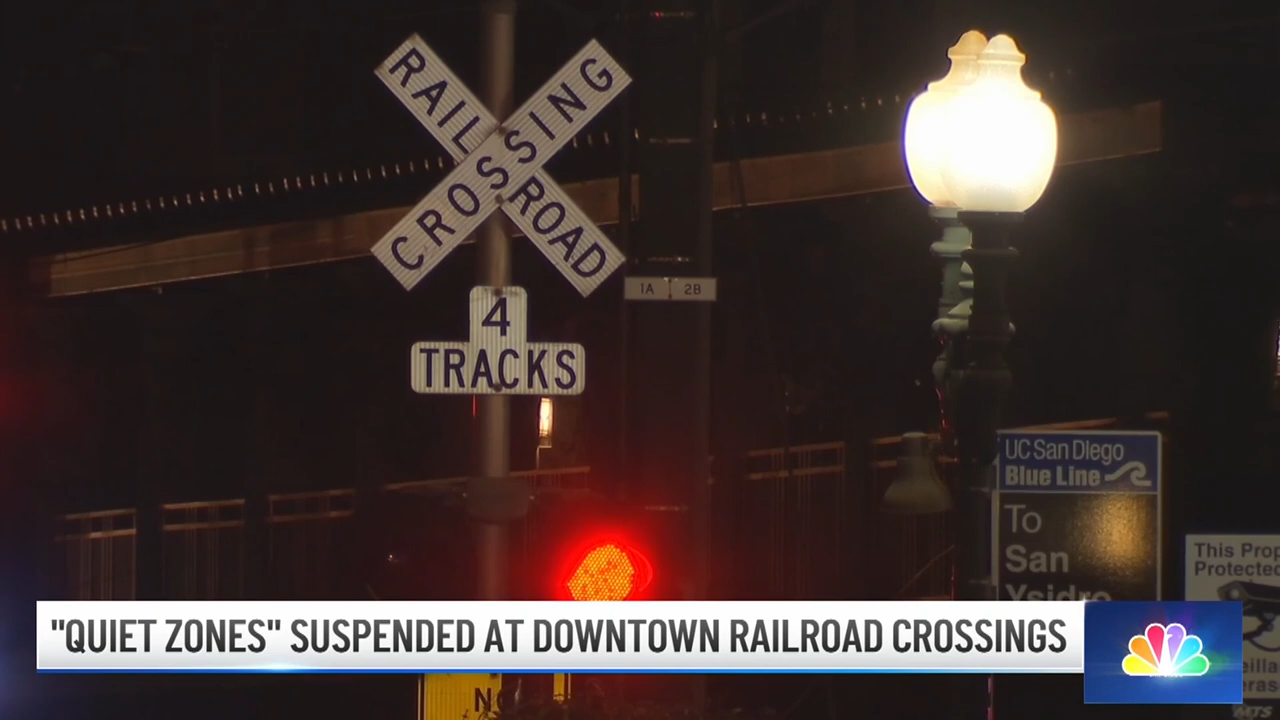 RAILROAD
CROSSING
4
TRACKS
1A 2B
UC San Diego
Blue Line
To
San
Ysidro
This Prop
Protected
"QUIET ZONES" SUSPENDED AT DOWNTOWN RAILROAD CROSSINGS